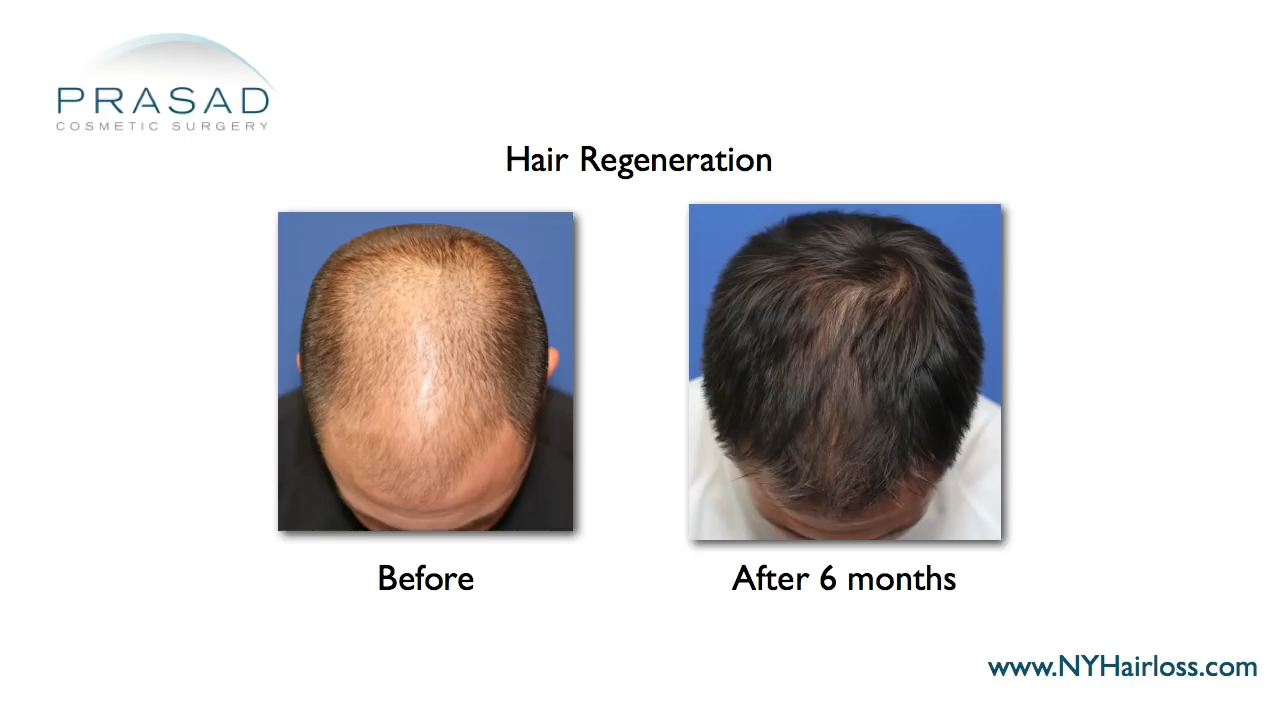 PRASAD
COSMETIC SURGERY
Hair Regeneration
Before
After 6 months
www.NYHairloss.com